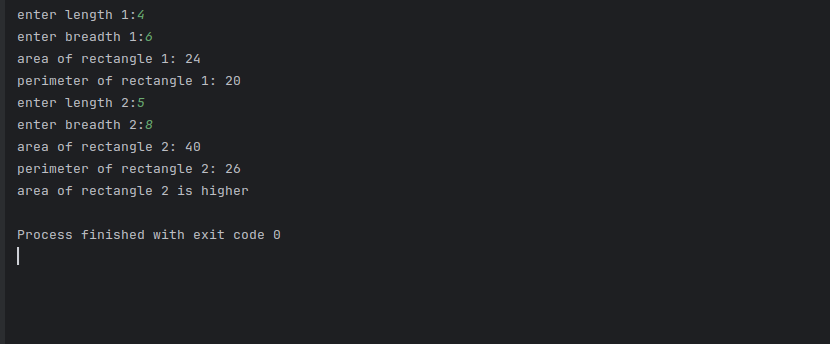 enter length 1:4
enter breadth 1:6
area of rectangle 1: 24
perimeter of rectangle 1: 20
enter length 2:5
enter breadth 2:8
area of rectangle 2: 40
perimeter of rectangle 2: 26
area of rectangle 2 is higher
Process finished with exit code 0